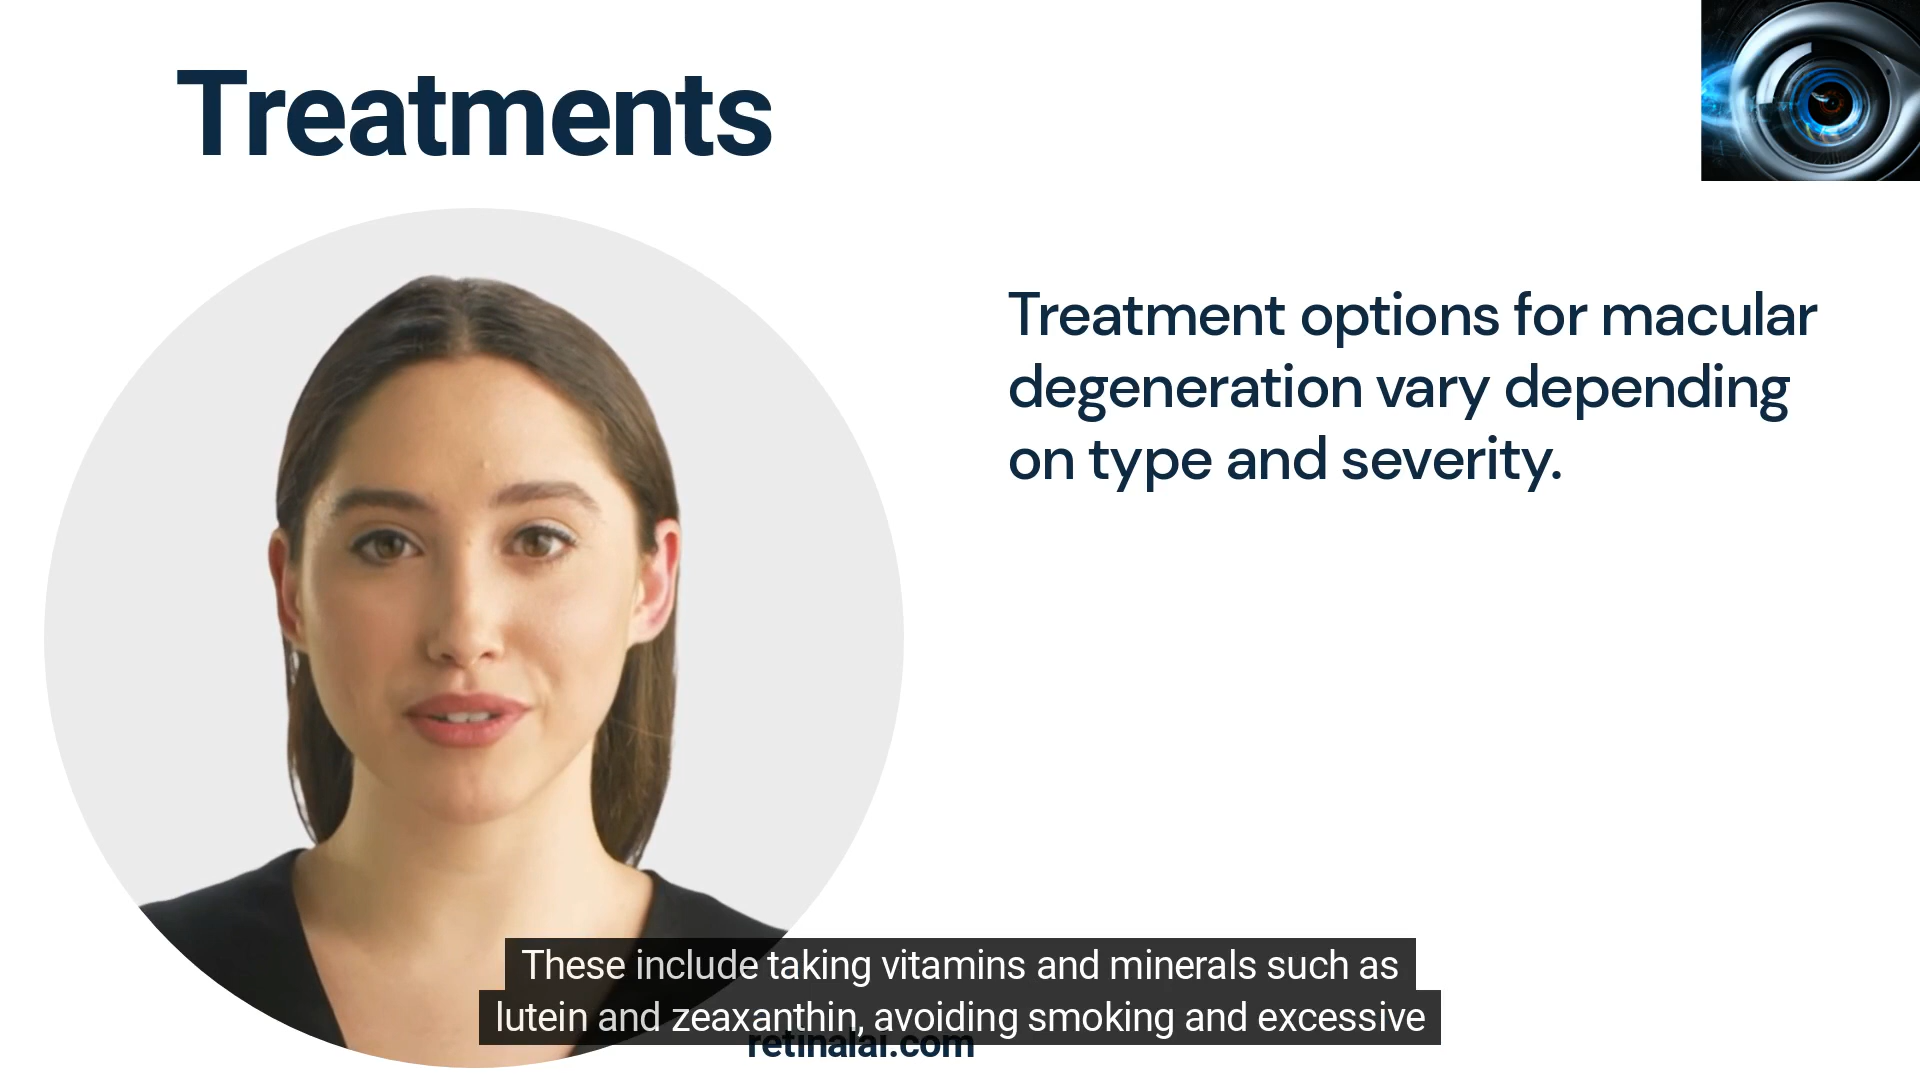 Treatments
Treatment options for macular
degeneration vary depending
on type and severity.
These include taking vitamins and minerals such as
lutein and zeaxanthin, avoiding smoking and excessive
retinalai.com